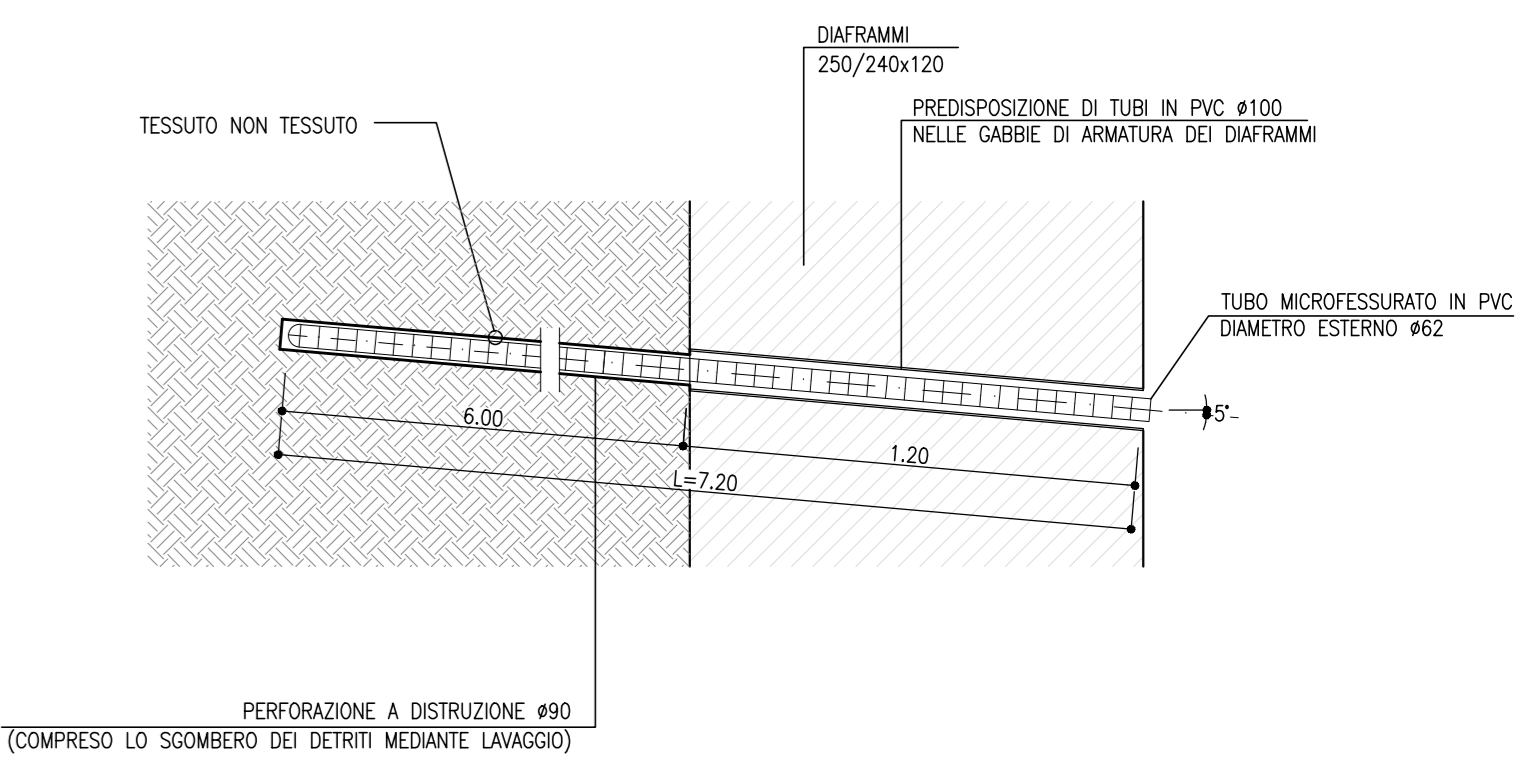 DIAFRAMMI
250/240x120
PREDISPOSIZIONE DI TUBI IN PVC ø100
NELLE GABBIE DI ARMATURA DEI DIAFRAMMI
TESSUTO NON TESSUTO
TUBO MICROFESSURATO IN PVC
DIAMETRO ESTERNO ø62
5°
6.00
1.20
L=7.20
PERFORAZIONE A DISTRUZIONE ø90
(COMPRESO LO SGOMBERO DEI DETRITI MEDIANTE LAVAGGIO)